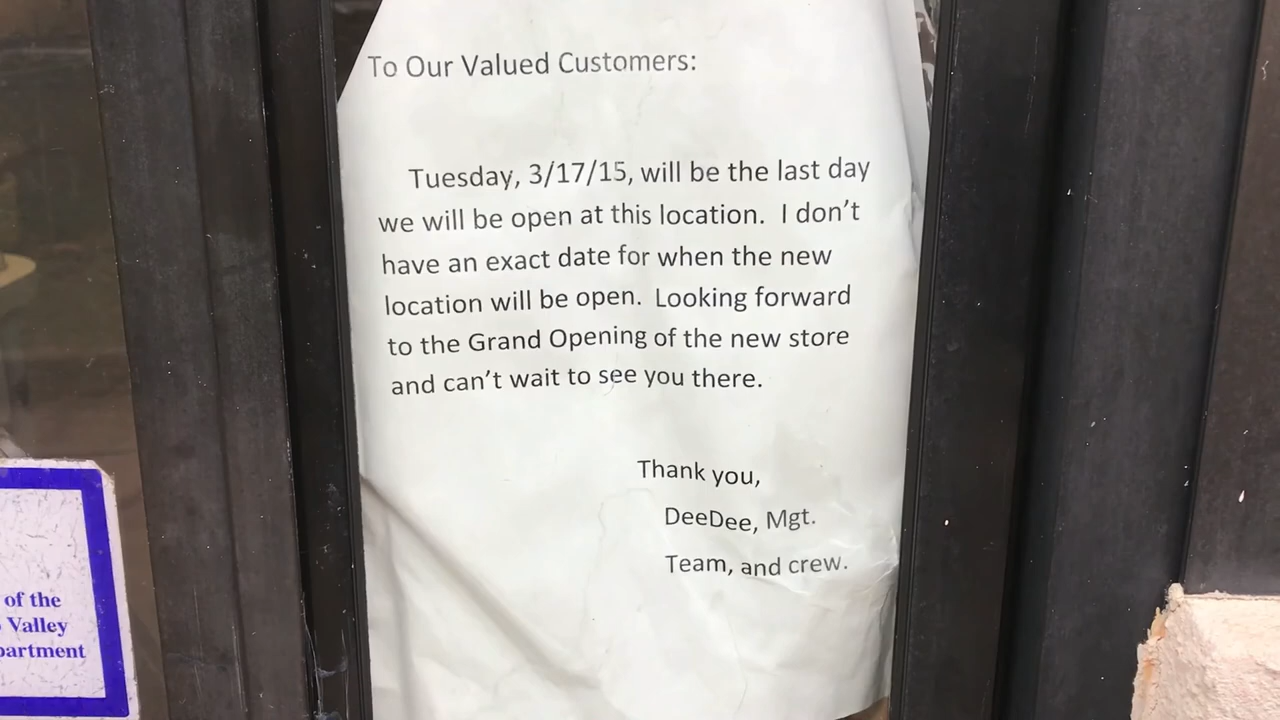 To Our Valued Customers:
Tuesday, 3/17/15, will be the last day
we will be open at this location.  I don't
have an exact date for when the new
location will be open.  Looking forward
to the Grand Opening of the new store
and can't wait to see you there.
Thank you,
DeeDee, Mgt.
Team, and crew.
of the
Valley
partment